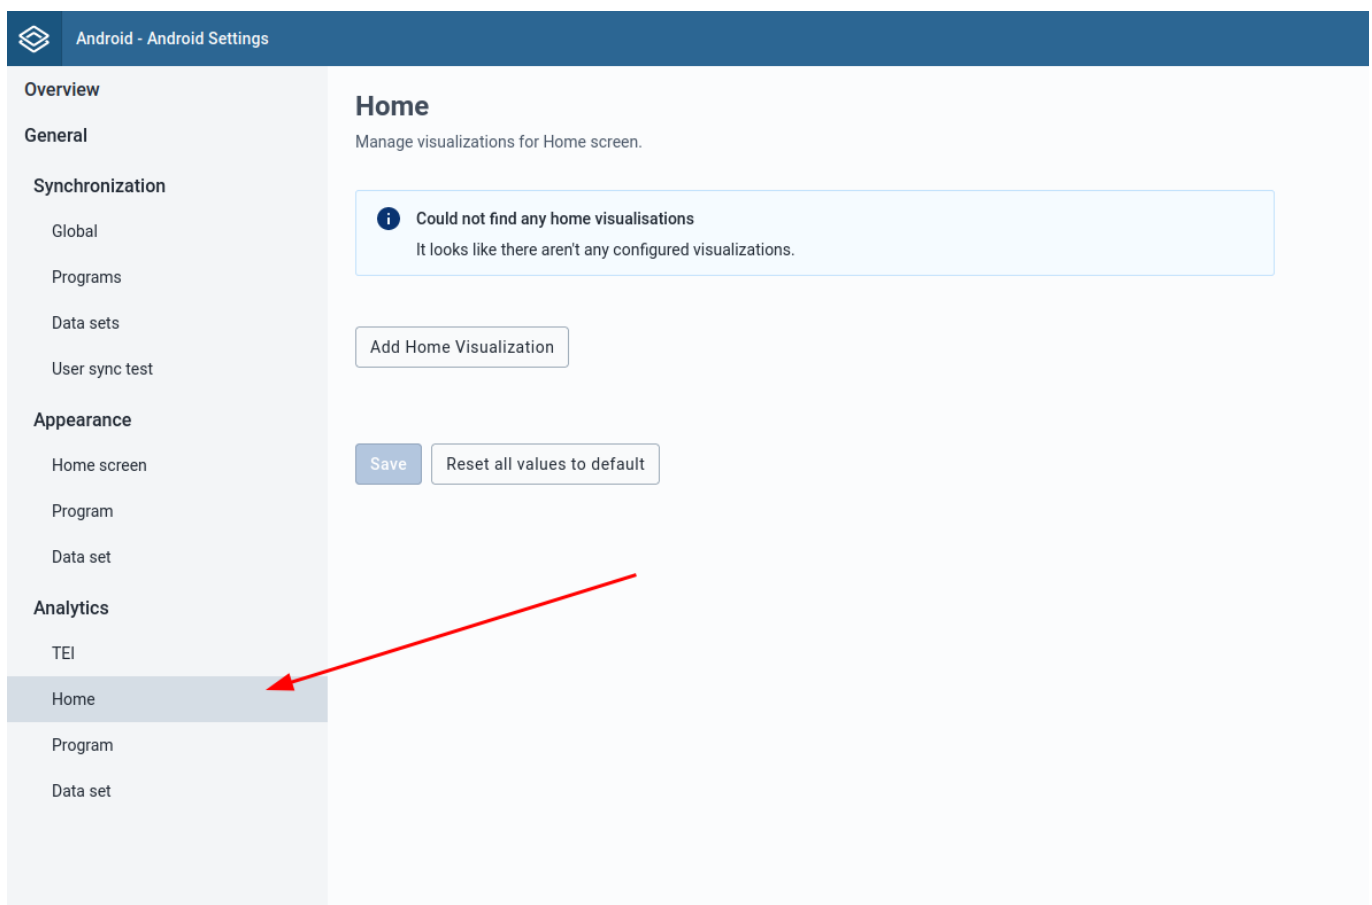 Android - Android Settings
Overview
General
Synchronization
Global
Programs
Data sets
User sync test
Appearance
Home screen
Program
Data set
Analytics
TEI
Home
Program
Data set
Home
Manage visualizations for Home screen.
Could not find any home visualisations
It looks like there aren't any configured visualizations.
Add Home Visualization
Save
Reset all values to default